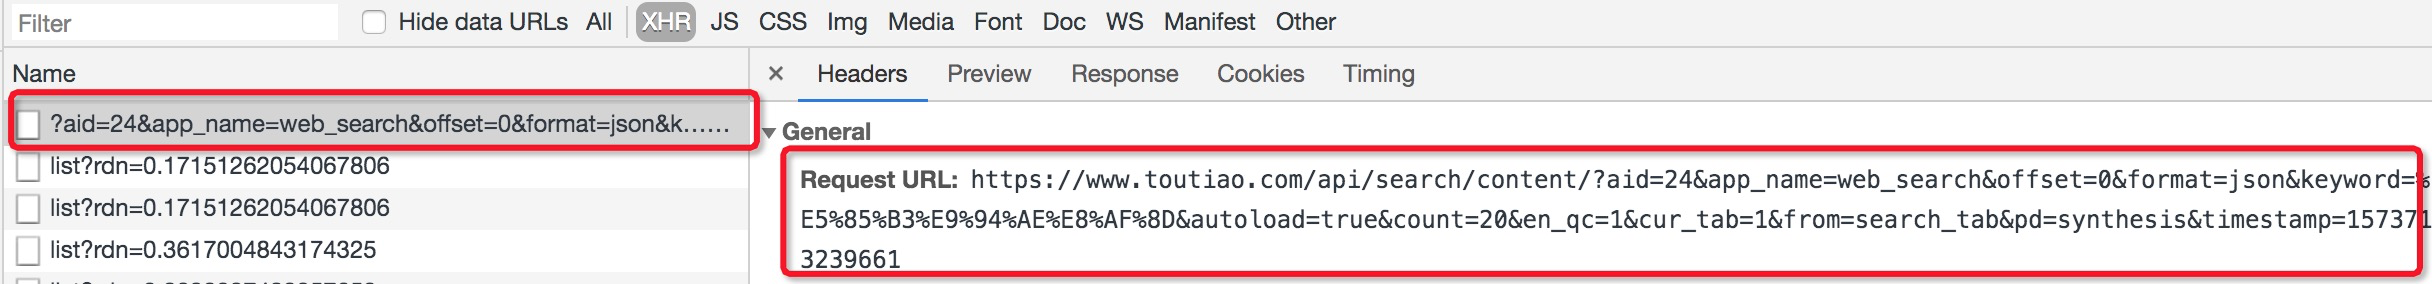 Filter Hide data URLs All XHR JS CSS Img Media Font Doc WS Manifest Other
Name
× Headers Preview Response Cookies Timing
?aid=24&app_name=web_search&offset=0&format=json&k……
General
list?rdn=0.17151262054067806
Request URL: https://www.toutiao.com/api/search/content/?aid=24&app_name=web_search&offset=0&format=json&keyword=%
list?rdn=0.17151262054067806
E5%85%B3%E9%94%AE%E8%AF%8D&autoload=true&count=20&en_qc=1&cur_tab=1&from=search_tab&pd=synthesis&timestamp=157371
list?rdn=0.3617004843174325
3239661